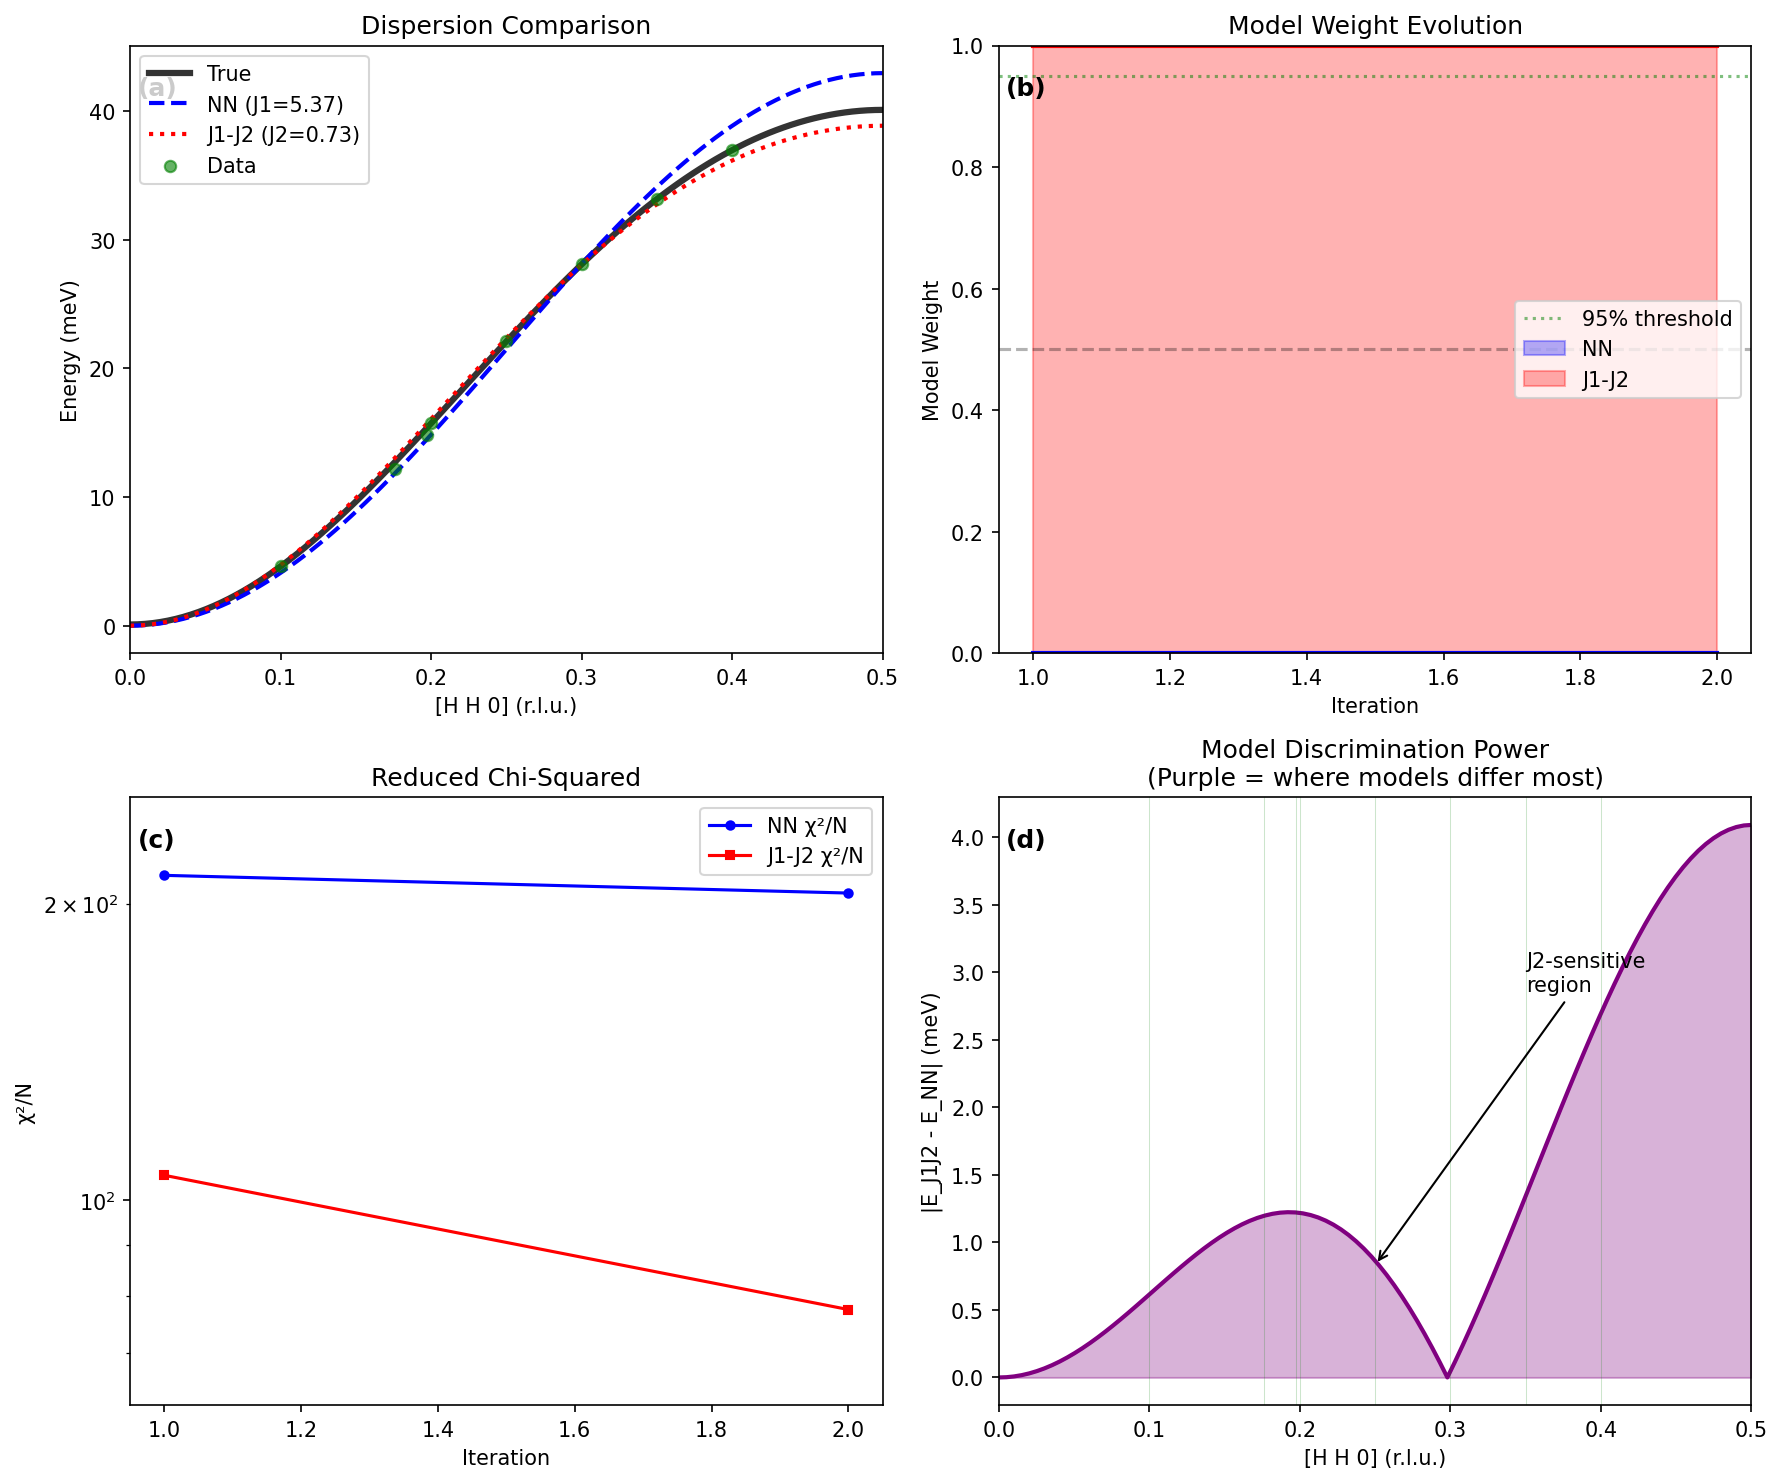 Dispersion Comparison
(a)
True
NN (J1=5.37)
J1-J2 (J2=0.73)
Data
40
30
20
10
0
Energy (meV)
0.0 0.1 0.2 0.3 0.4 0.5
[H H 0] (r.l.u.)
Model Weight Evolution
(b)
1.0
0.8
0.6
0.4
0.2
0.0
Model Weight
95% threshold
NN
J1-J2
1.0 1.2 1.4 1.6 1.8 2.0
Iteration
Reduced Chi-Squared
(c)
NN χ²/N
J1-J2 χ²/N
2 × 10²
10²
χ²/N
1.0 1.2 1.4 1.6 1.8 2.0
Iteration
Model Discrimination Power
(Purple = where models differ most)
(d)
4.0
3.5
3.0
2.5
2.0
1.5
1.0
0.5
0.0
|E_J1J2 - E_NN| (meV)
J2-sensitive
region
0.0 0.1 0.2 0.3 0.4 0.5
[H H 0] (r.l.u.)